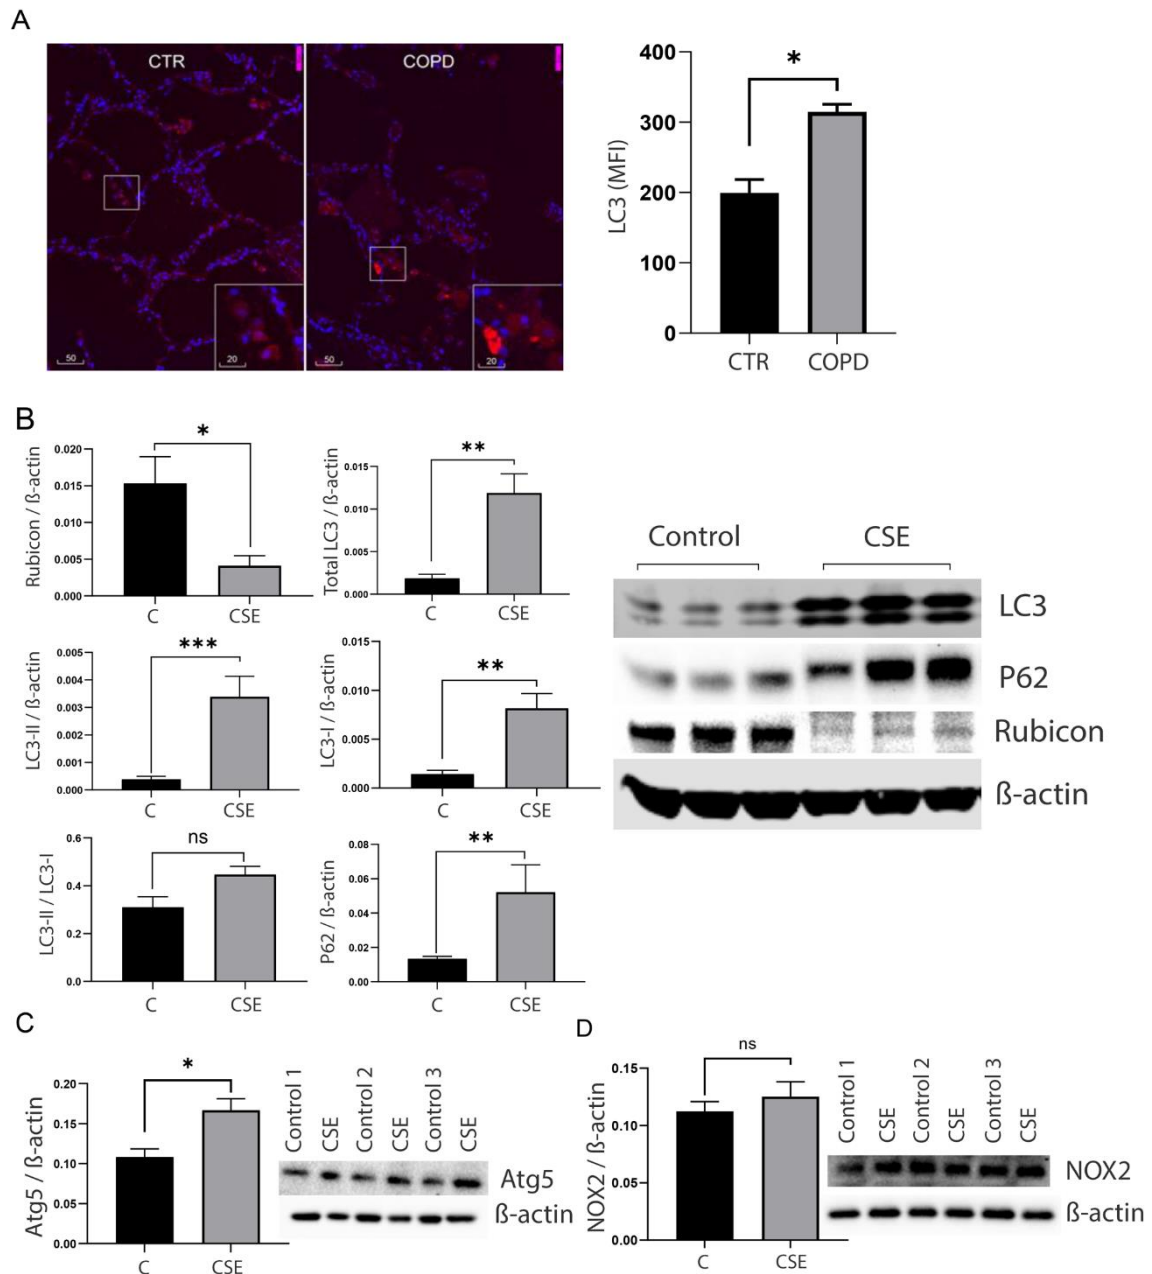 A
CTR
COPD
50
20
50
20
LC3 (MFI)
400
300
200
100
0
*
CTR
COPD
B
Rubicon / ß-actin
0.020
0.015
0.010
0.005
0.000
*
C
CSE
Total LC3 / ß-actin
0.015
0.010
0.005
0.000
**
C
CSE
LC3-II / ß-actin
0.005
0.004
0.003
0.002
0.001
0.000
***
C
CSE
LC3-I / ß-actin
0.015
0.010
0.005
0.000
**
C
CSE
LC3-II / LC3-I
0.6
0.4
0.2
0.0
ns
C
CSE
P62 / ß-actin
0.08
0.06
0.04
0.02
0.00
**
C
CSE
Control
CSE
LC3
P62
Rubicon
ß-actin
C
Atg5 / ß-actin
0.20
0.15
0.10
0.05
0.00
*
C
CSE
Control 1
CSE
Control 2
CSE
Control 3
CSE
Atg5
ß-actin
D
NOX2 / ß-actin
0.15
0.10
0.05
0.00
ns
C
CSE
Control 1
CSE
Control 2
CSE
Control 3
CSE
NOX2
ß-actin